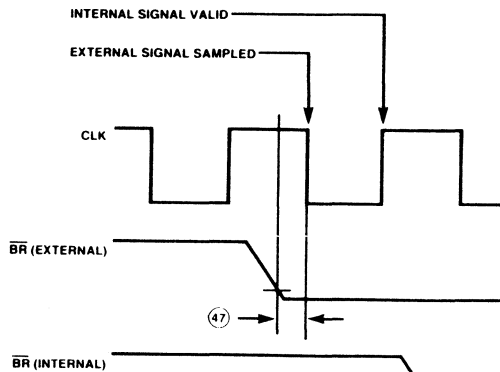 INTERNAL SIGNAL VALID
EXTERNAL SIGNAL SAMPLED
CLK
BR (EXTERNAL)
47
BR (INTERNAL)